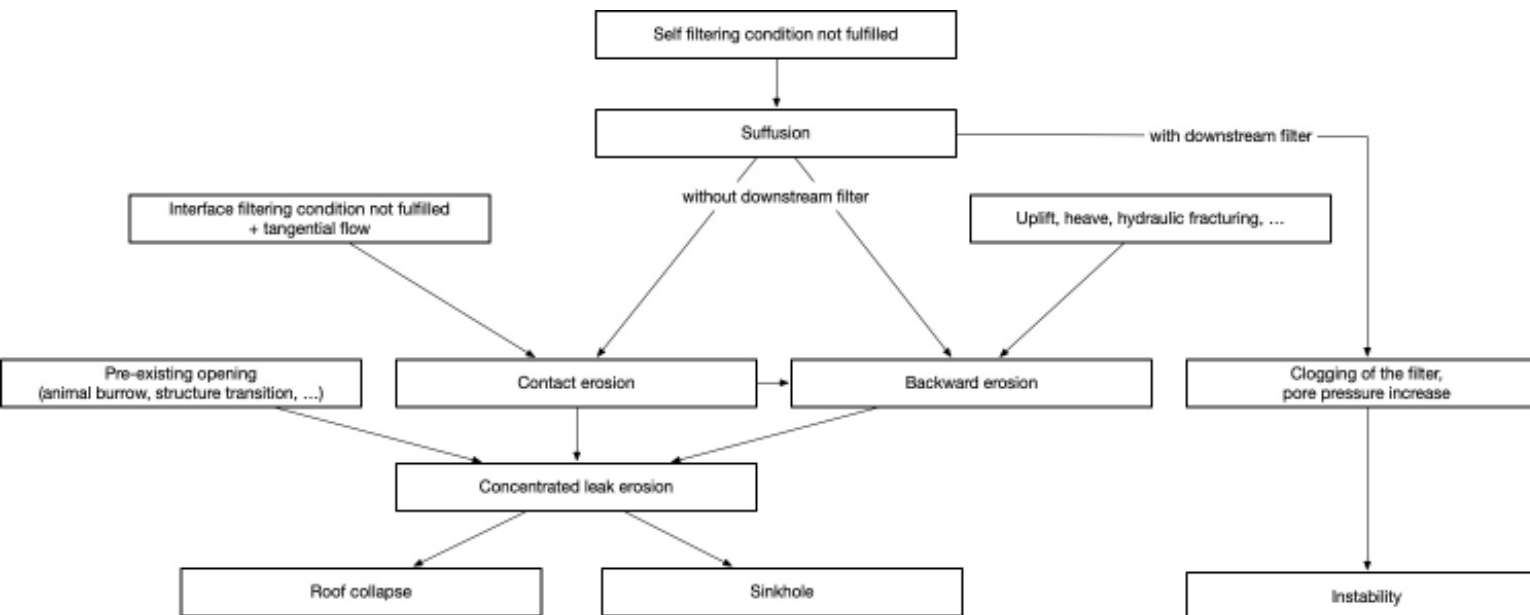 Self filtering condition not fulfilled
Suffusion
with downstream filter
without downstream filter
Interface filtering condition not fulfilled
+ tangential flow
Uplift, heave, hydraulic fracturing, …
Pre-existing opening
(animal burrow, structure transition, …)
Contact erosion
Backward erosion
Clogging of the filter,
pore pressure increase
Concentrated leak erosion
Roof collapse
Sinkhole
Instability